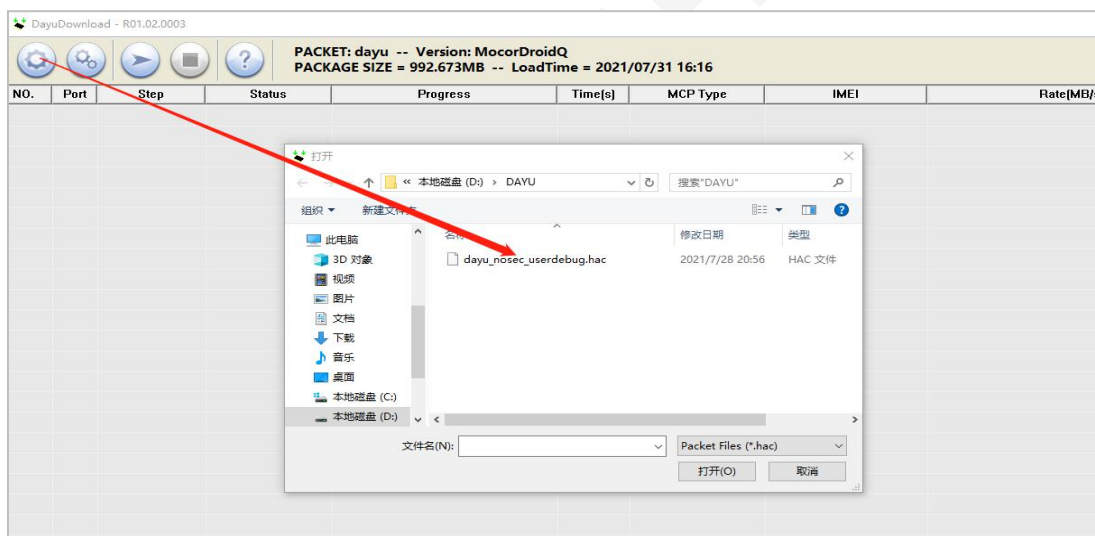 DayuDownload - R01.02.0003
PACKET: dayu -- Version: MocorDroidQ
PACKAGE SIZE = 992.673MB -- LoadTime = 2021/07/31 16:16
NO. Port Step Status Progress Time(s) MCP Type IMEI Rate(MB/
打开
« 本地磁盘 (D:) › DAYU 搜索"DAYU"
组织 新建文件夹
修改日期 类型
此电脑
3D 对象 dayu_nosec_userdebug.hac 2021/7/28 20:56 HAC 文件
视频
图片
文档
下载
音乐
桌面
本地磁盘 (C:)
本地磁盘 (D:)
文件名(N): Packet Files (*.hac)
打开(O) 取消